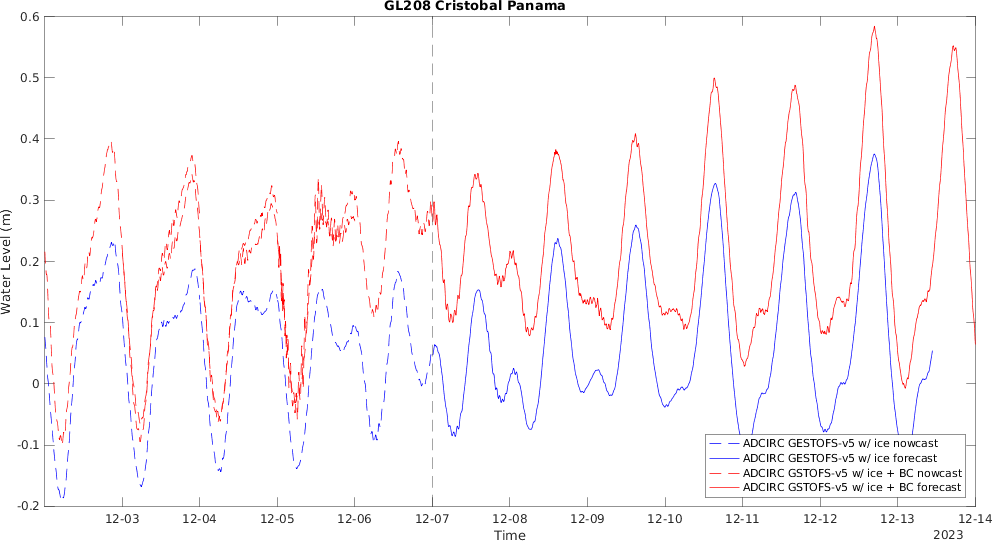 GL208 Cristobal Panama
0.6
0.5
0.4
0.3
0.2
0.1
0
-0.1
-0.2
Water Level (m)
ADCIRC GESTOFS-v5 w/ ice nowcast
ADCIRC GESTOFS-v5 w/ ice forecast
ADCIRC GSTOFS-v5 w/ ice + BC nowcast
ADCIRC GSTOFS-v5 w/ ice + BC forecast
12-03 12-04 12-05 12-06 12-07 12-08 12-09 12-10 12-11 12-12 12-13 12-14
Time
2023